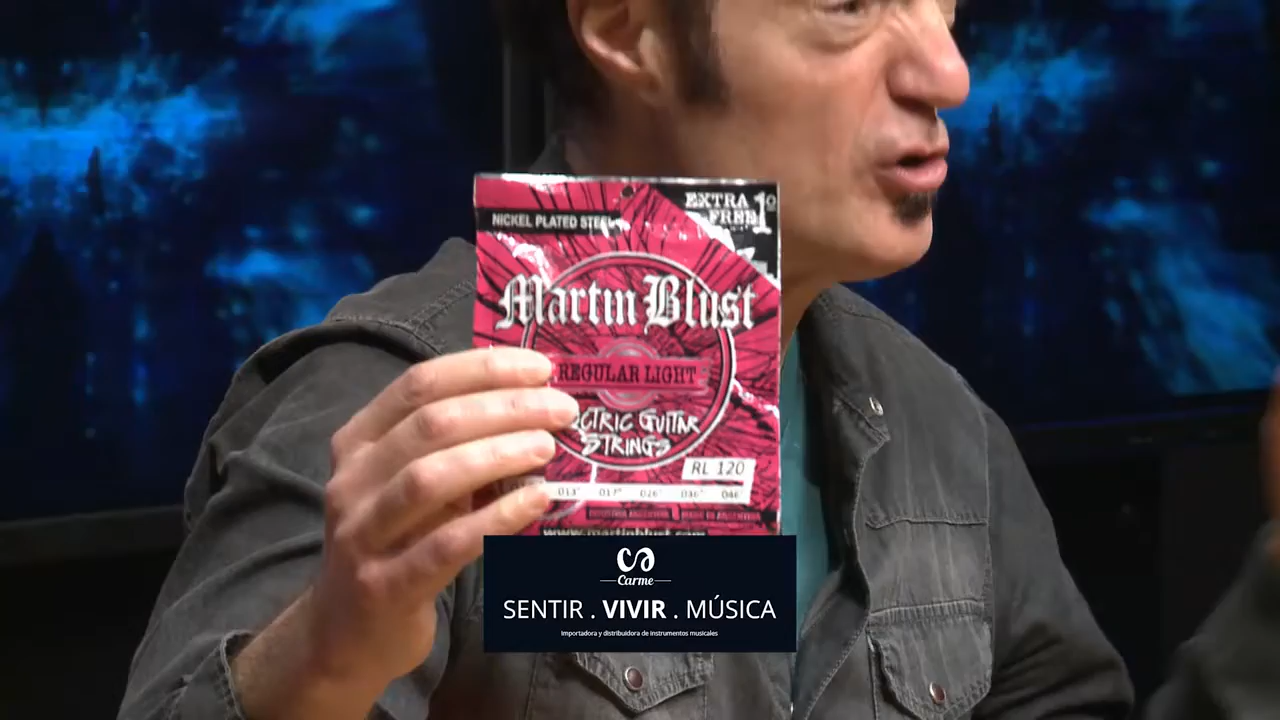 EXTRA
FREE 1º
NICKEL PLATED STEEL
Martin Blust
REGULAR LIGHT
CTRIC GUITAR
STRINGS
RL 120
013" 017" 026" 036" 046"
www.martinblust.com
Carme
SENTIR . VIVIR . MÚSICA
Importadora y distribuidora de instrumentos musicales